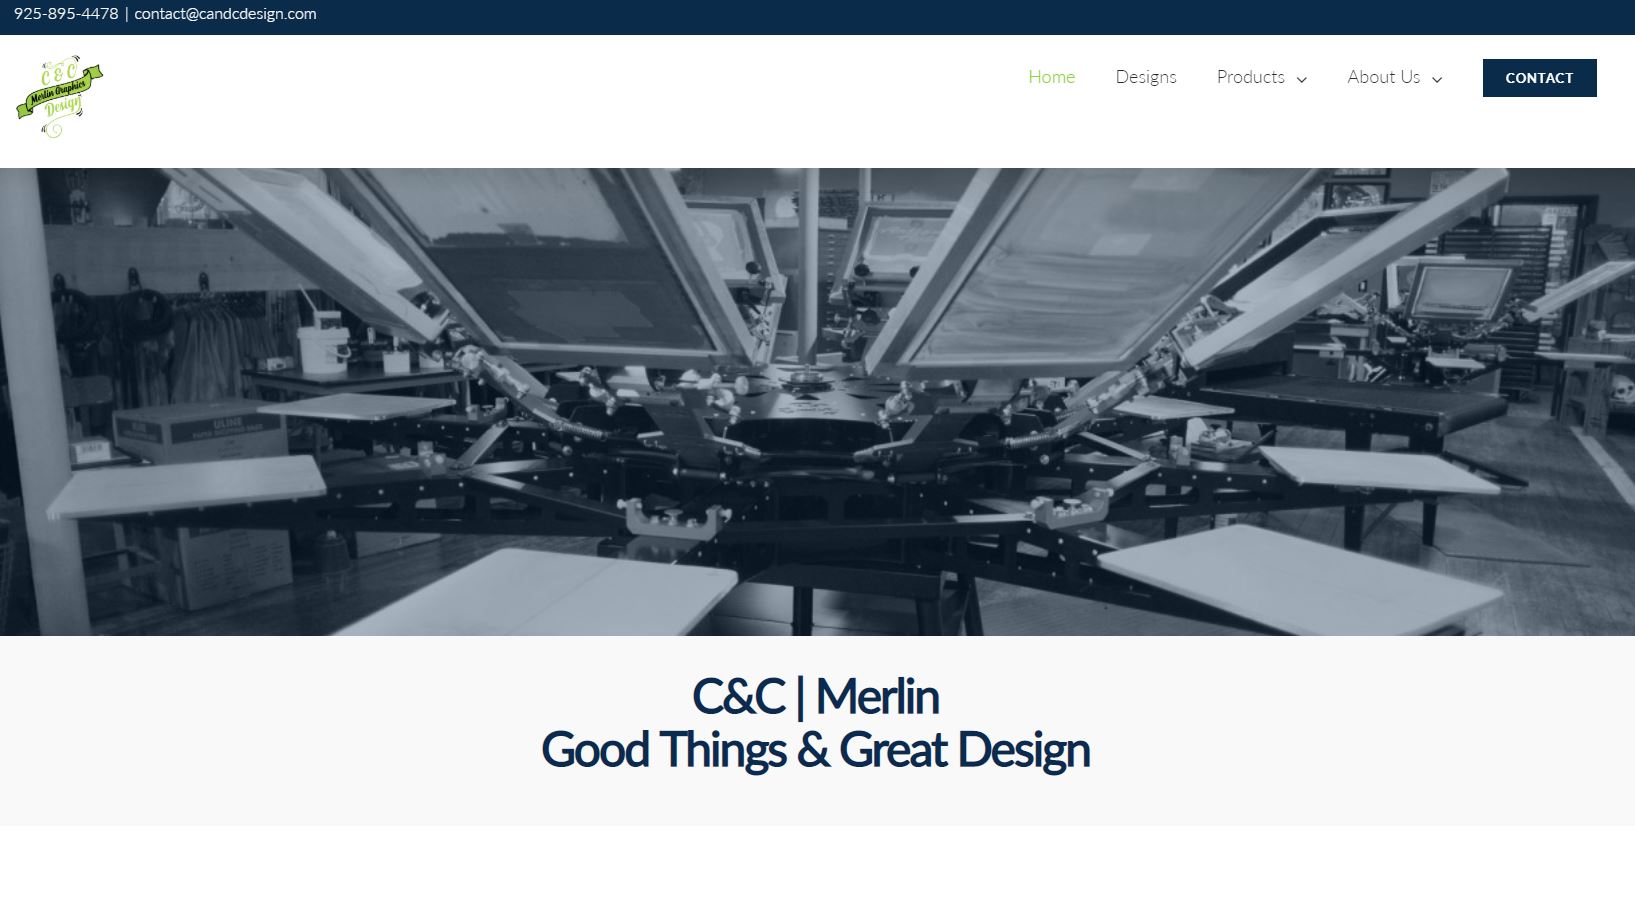 925-895-4478 | contact@candcdesign.com
C & C
Merlin Graphics
Design
Home
Designs
Products
About Us
CONTACT
ULINE
C&C | Merlin
Good Things & Great Design